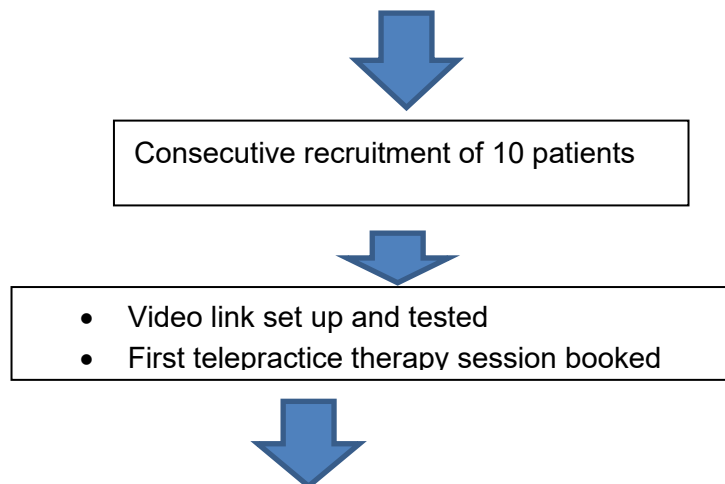 Consecutive recruitment of 10 patients
• Video link set up and tested
• First telepractice therapy session booked